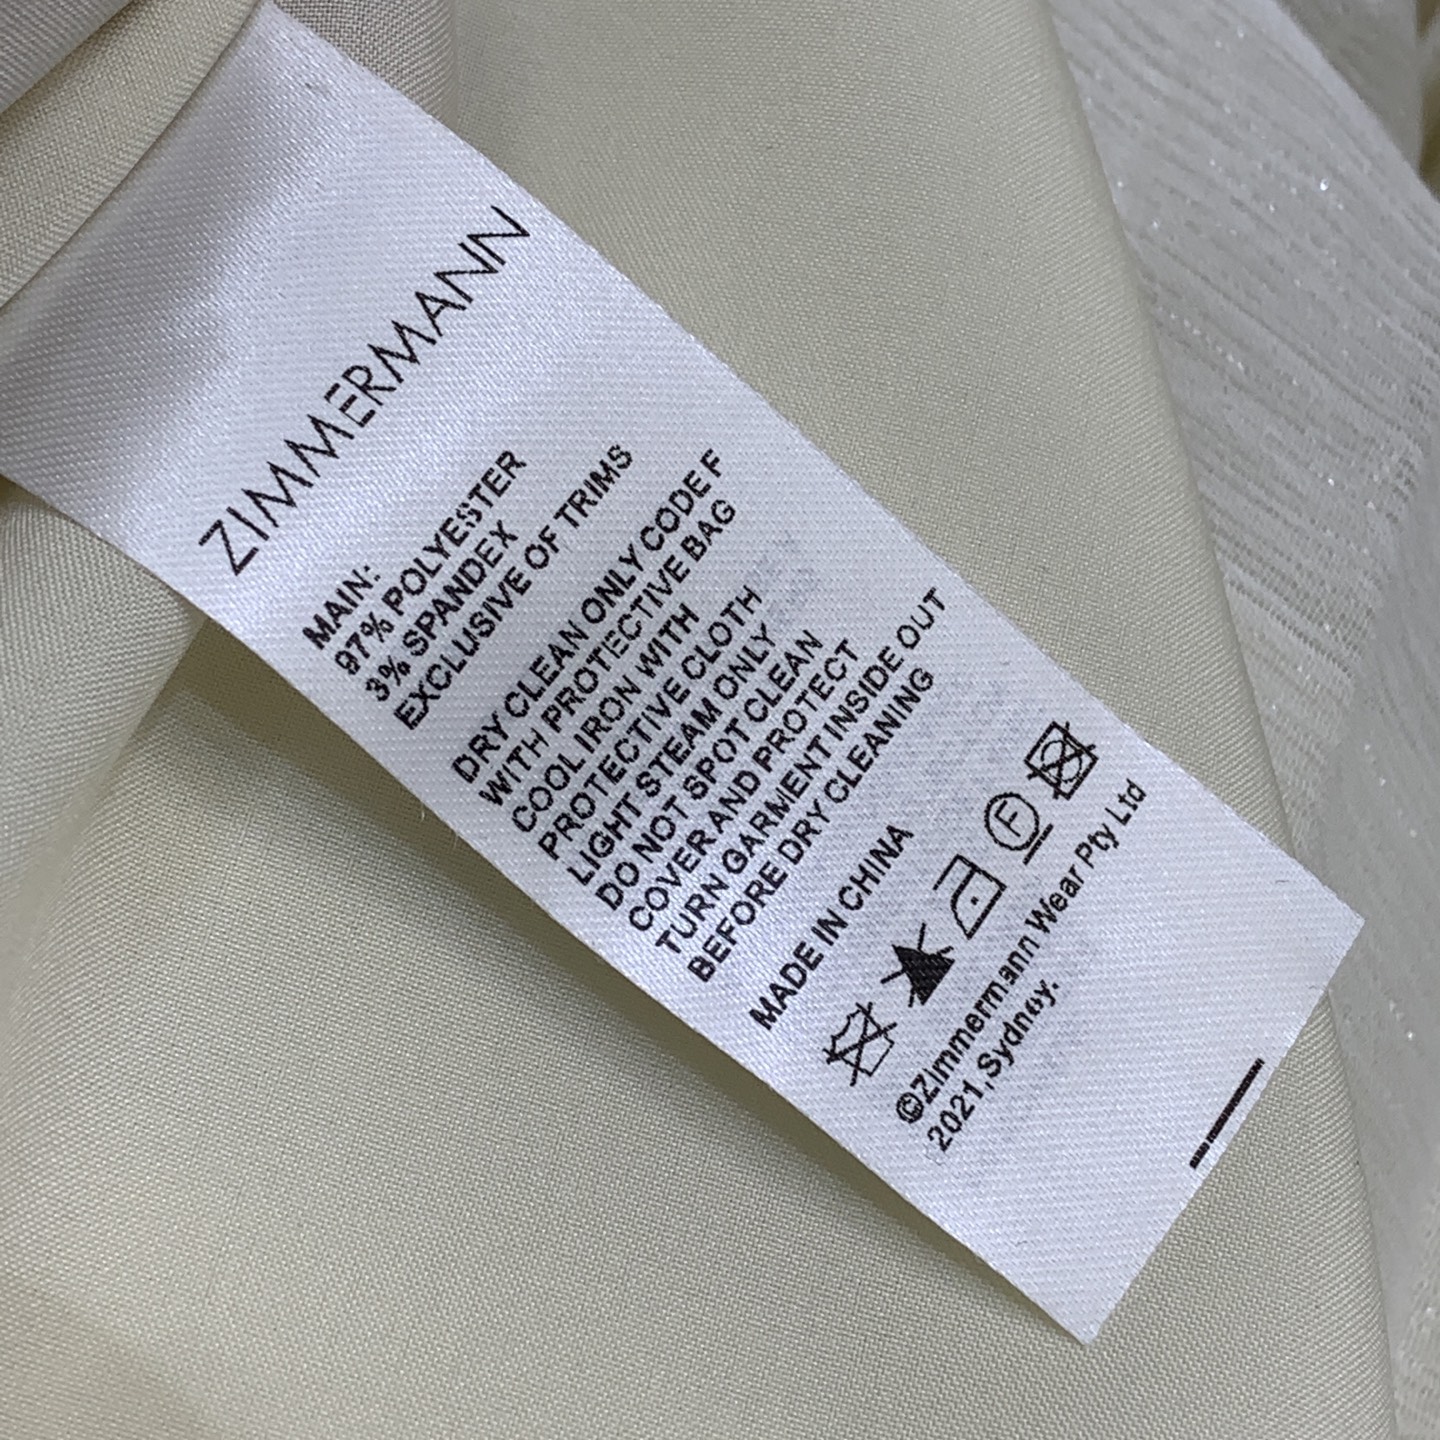 ZIMMERMANN
MAIN:
97% POLYESTER
3% SPANDEX
EXCLUSIVE OF TRIMS
DRY CLEAN ONLY CODE F
WITH PROTECTIVE BAG
COOL IRON WITH
PROTECTIVE CLOTH
LIGHT STEAM ONLY
DO NOT SPOT CLEAN
COVER AND PROTECT
TURN GARMENT INSIDE OUT
BEFORE DRY CLEANING
MADE IN CHINA
F
©Zimmermann Wear Pty Ltd
2021,Sydney.